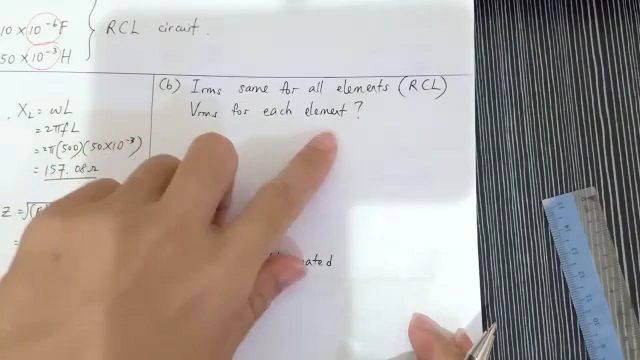 10 × 10⁻⁶F
50 × 10⁻³H
} RCL circuit.
X_L = ωL
= 2πfL
= 2π(500)(50×10⁻³)
= 157.08Ω
Z = √(R
=
(b) Irms same for all elements (RCL)
Vrms for each element ?